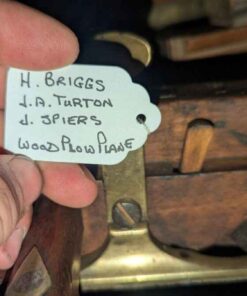 H. BRIGGS
J.A. TURTON
J. SPIERS
WOOD PLOW PLANE